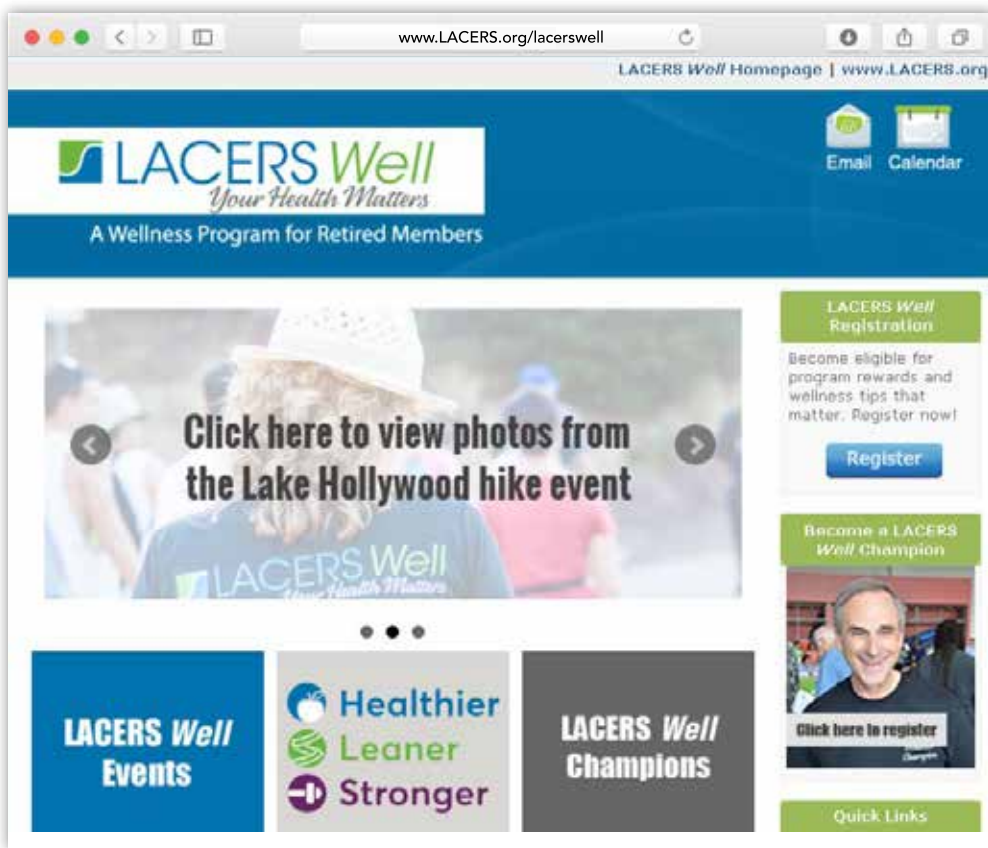 www.LACERS.org/lacerswell
LACERS Well Homepage | www.LACERS.org
LACERS Well
Your Health Matters
A Wellness Program for Retired Members
Email
Calendar
Click here to view photos from
the Lake Hollywood hike event
LACERS Well
Your Health Matters
LACERS Well
Events
Healthier
Leaner
Stronger
LACERS Well
Champions
LACERS Well
Registration
Become eligible for
program rewards and
wellness tips that
matter. Register now!
Register
Become a LACERS
Well Champion
Click here to register
Champion
Quick Links